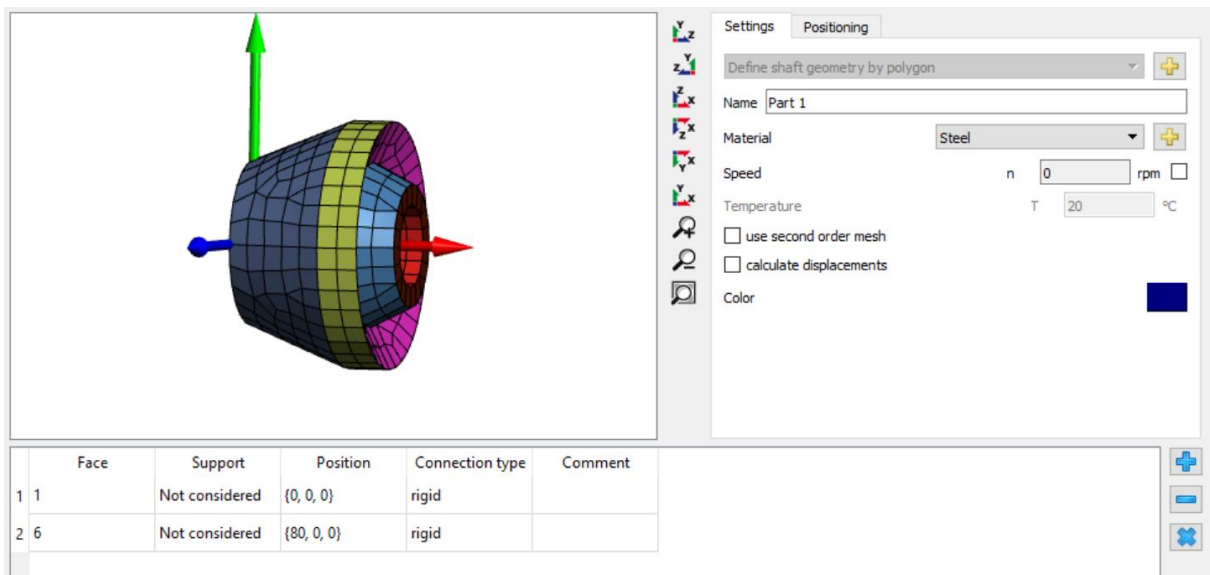 Settings Positioning
Define shaft geometry by polygon
Name Part 1
Material Steel
Speed n 0 rpm
Temperature T 20 ºC
use second order mesh
calculate displacements
Color
Y Z
Z Y
Z X
X Z
X Y
Y X
Face Support Position Connection type Comment
1 1 Not considered {0, 0, 0} rigid
2 6 Not considered {80, 0, 0} rigid